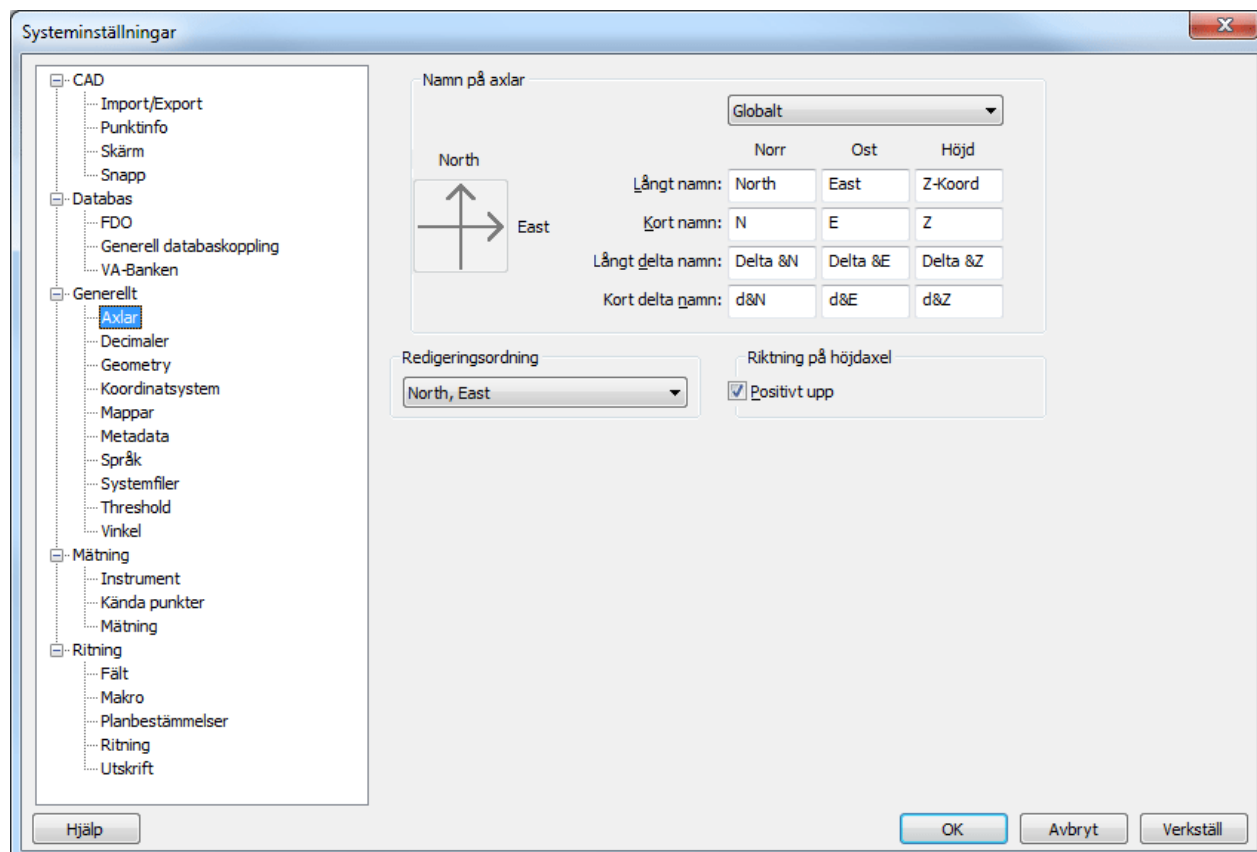 Systeminställningar
CAD
Import/Export
Punktinfo
Skärm
Snapp
Databas
FDO
Generell databaskoppling
VA-Banken
Generellt
Axlar
Decimaler
Geometry
Koordinatsystem
Mappar
Metadata
Språk
Systemfiler
Threshold
Vinkel
Mätning
Instrument
Kända punkter
Mätning
Ritning
Fält
Makro
Planbestämmelser
Ritning
Utskrift
Namn på axlar
Globalt
North
East
Norr Ost Höjd
Långt namn: North East Z-Koord
Kort namn: N E Z
Långt delta namn: Delta &N Delta &E Delta &Z
Kort delta namn: d&N d&E d&Z
Redigeringsordning
North, East
Riktning på höjdaxel
Positivt upp
Hjälp
OK
Avbryt
Verkställ